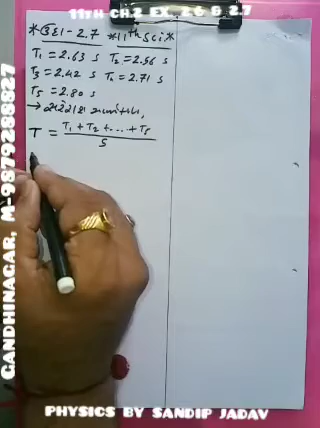 11TH CH.2 EX. 2.6 & 2.7
*ઉદા-2.7 *11th Sci*
T₁ = 2.63 s T₂ = 2.56 s
T₃ = 2.42 s T₄ = 2.71 s
T₅ = 2.80 s
→ સરેરાશ આવર્તકાળ,
T = (T₁ + T₂ + ... + T₅) / 5
GANDHINAGAR, M-9879288827
PHYSICS BY SANDIP JADAV